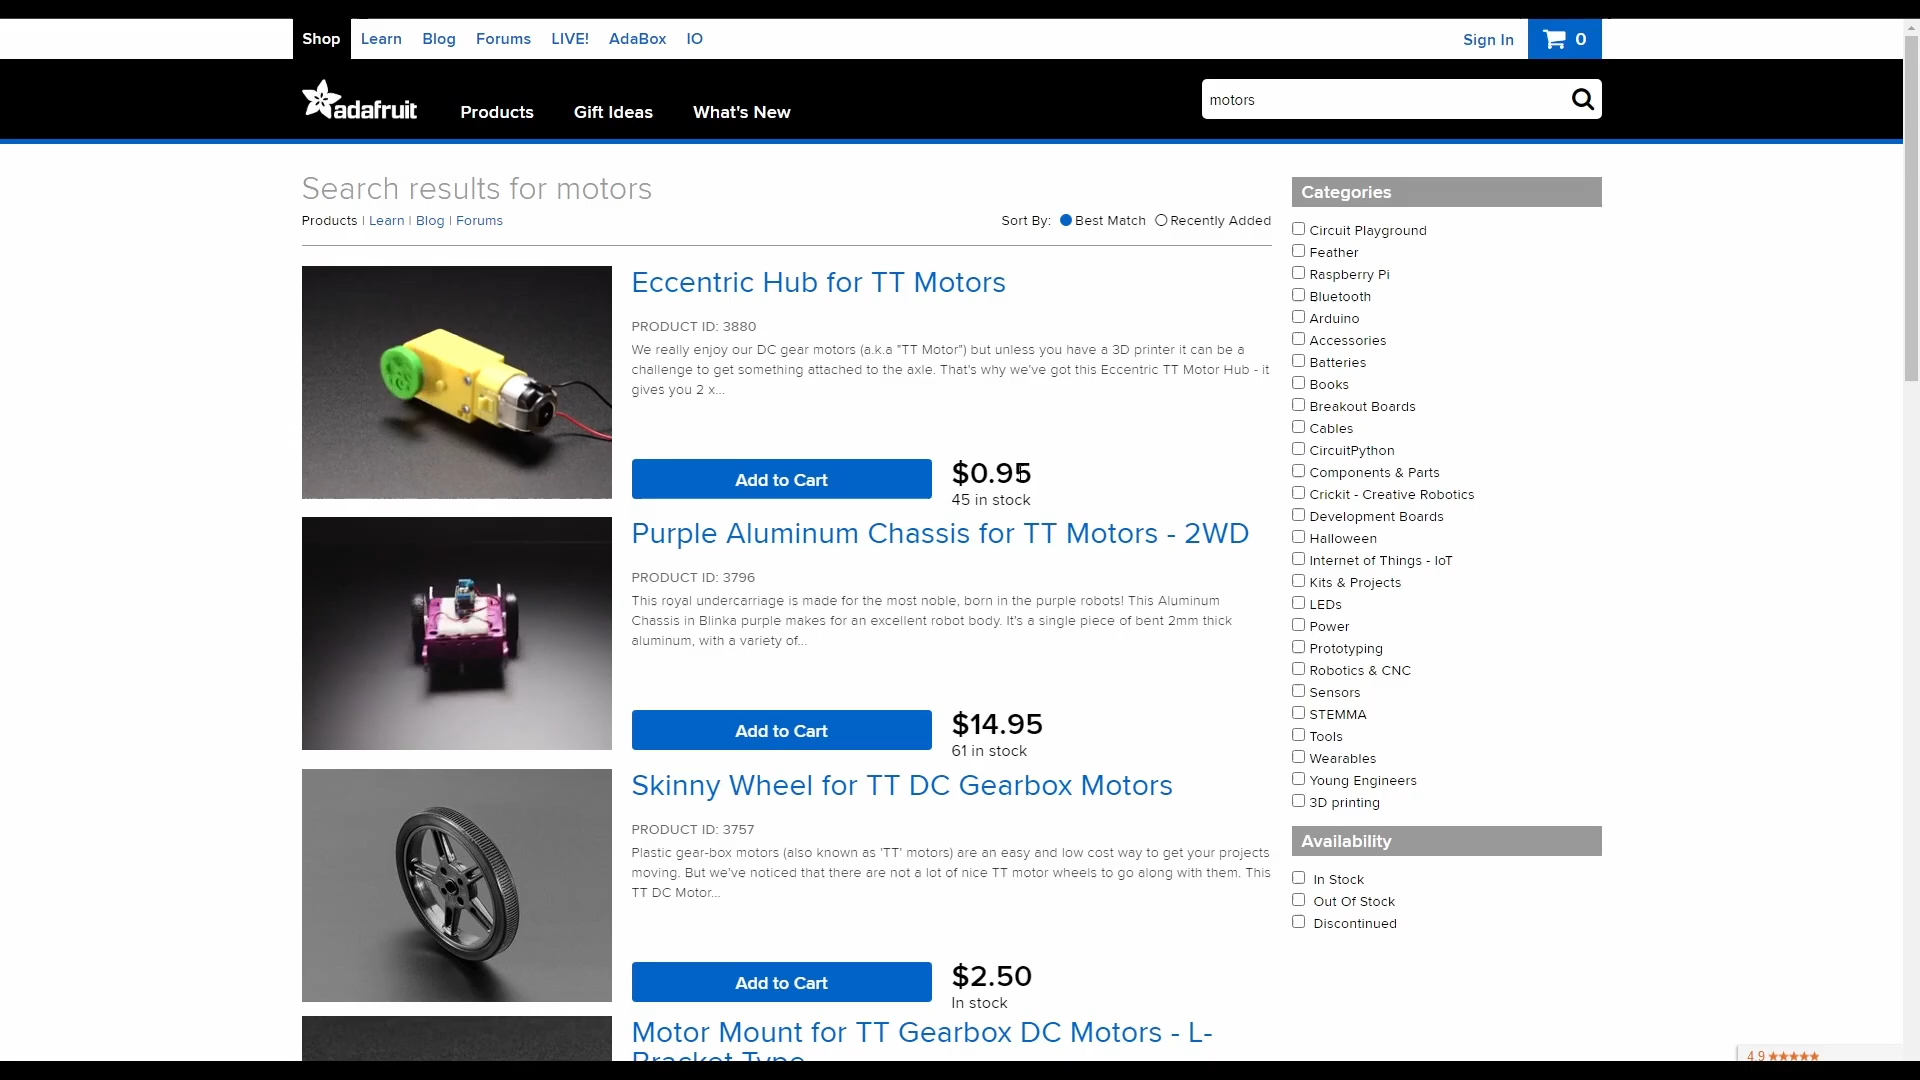 Shop Learn Blog Forums LIVE! AdaBox IO Sign In 0
adafruit Products Gift Ideas What's New motors
Search results for motors
Products | Learn | Blog | Forums Sort By: Best Match Recently Added
Eccentric Hub for TT Motors
PRODUCT ID: 3880
We really enjoy our DC gear motors (a.k.a "TT Motor") but unless you have a 3D printer it can be a
challenge to get something attached to the axle. That's why we've got this Eccentric TT Motor Hub - it
gives you 2 x...
Add to Cart $0.95
45 in stock
Purple Aluminum Chassis for TT Motors - 2WD
PRODUCT ID: 3796
This royal undercarriage is made for the most noble, born in the purple robots! This Aluminum
Chassis in Blinka purple makes for an excellent robot body. It's a single piece of bent 2mm thick
aluminum, with a variety of...
Add to Cart $14.95
61 in stock
Skinny Wheel for TT DC Gearbox Motors
PRODUCT ID: 3757
Plastic gear-box motors (also known as 'TT' motors) are an easy and low cost way to get your projects
moving. But we've noticed that there are not a lot of nice TT motor wheels to go along with them. This
TT DC Motor...
Add to Cart $2.50
In stock
Motor Mount for TT Gearbox DC Motors - L-
Bracket Type
Categories
Circuit Playground
Feather
Raspberry Pi
Bluetooth
Arduino
Accessories
Batteries
Books
Breakout Boards
Cables
CircuitPython
Components & Parts
Crickit - Creative Robotics
Development Boards
Halloween
Internet of Things - IoT
Kits & Projects
LEDs
Power
Prototyping
Robotics & CNC
Sensors
STEMMA
Tools
Wearables
Young Engineers
3D printing
Availability
In Stock
Out Of Stock
Discontinued
4.9 ★★★★★